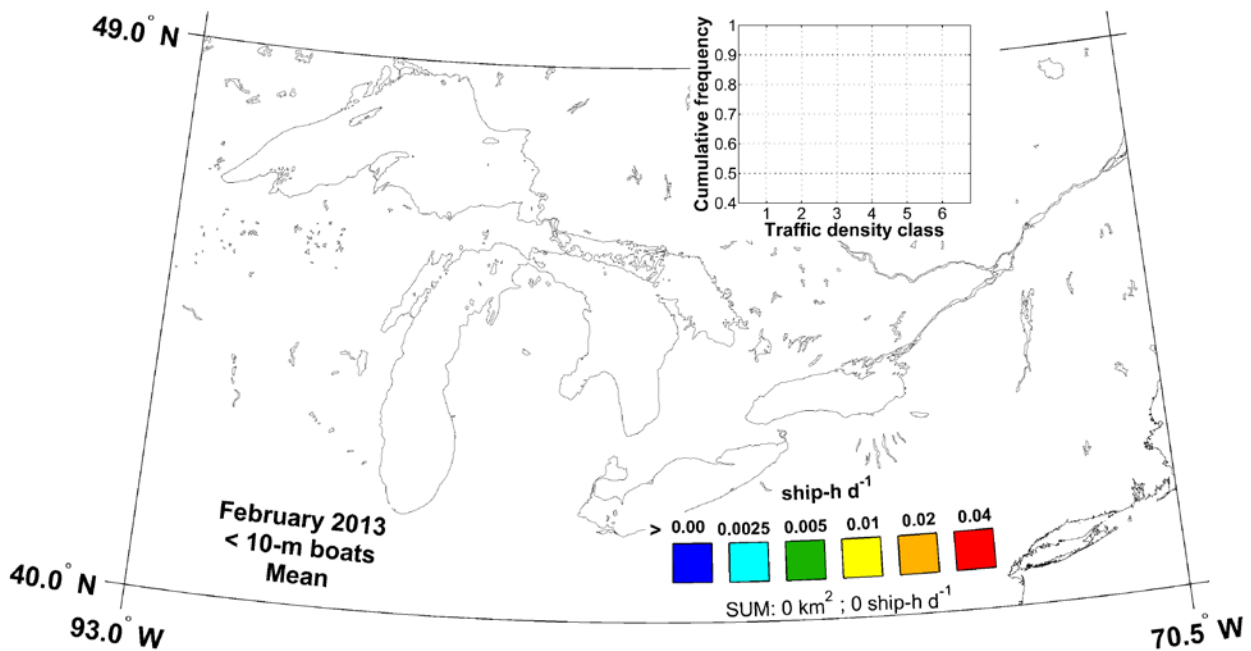 49.0° N
1
0.9
0.8
0.7
0.6
0.5
0.4
Cumulative frequency
1 2 3 4 5 6
Traffic density class
February 2013
< 10-m boats
Mean
ship-h d⁻¹
> 0.00 0.0025 0.005 0.01 0.02 0.04
SUM: 0 km² ; 0 ship-h d⁻¹
40.0° N
93.0° W
70.5° W